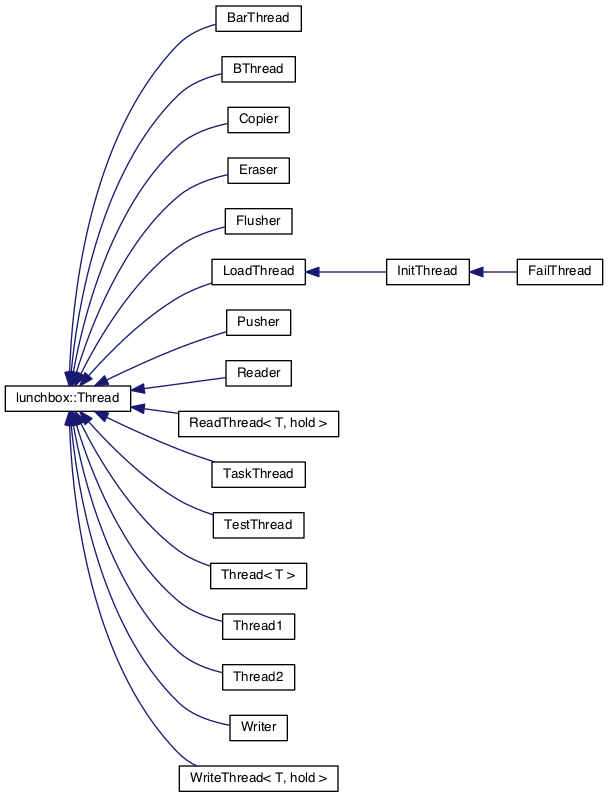 BarThread
BThread
Copier
Eraser
Flusher
LoadThread
InitThread
FailThread
Pusher
Reader
lunchbox::Thread
ReadThread< T, hold >
TaskThread
TestThread
Thread< T >
Thread1
Thread2
Writer
WriteThread< T, hold >